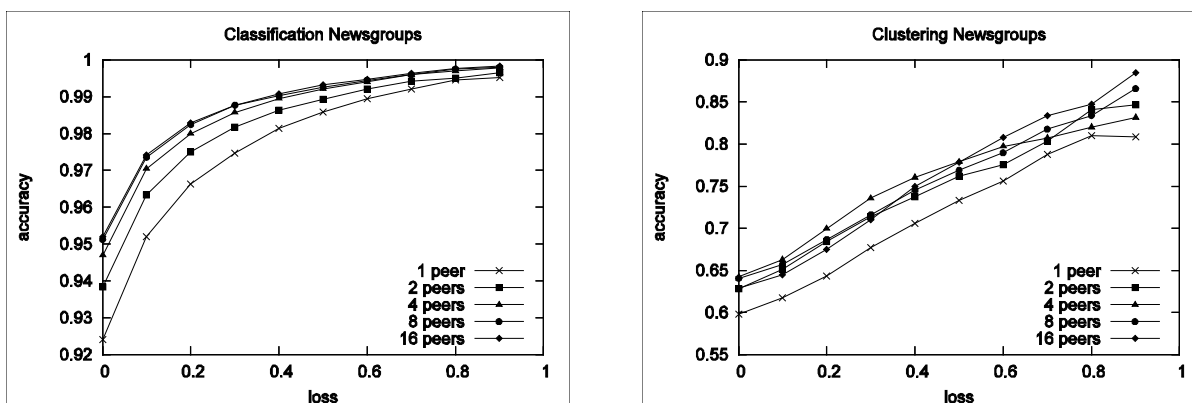 Classification Newsgroups
1
0.99
0.98
0.97
0.96
0.95
0.94
0.93
0.92
accuracy
1 peer
2 peers
4 peers
8 peers
16 peers
0 0.2 0.4 0.6 0.8 1
loss
Clustering Newsgroups
0.9
0.85
0.8
0.75
0.7
0.65
0.6
0.55
accuracy
1 peer
2 peers
4 peers
8 peers
16 peers
0 0.2 0.4 0.6 0.8 1
loss